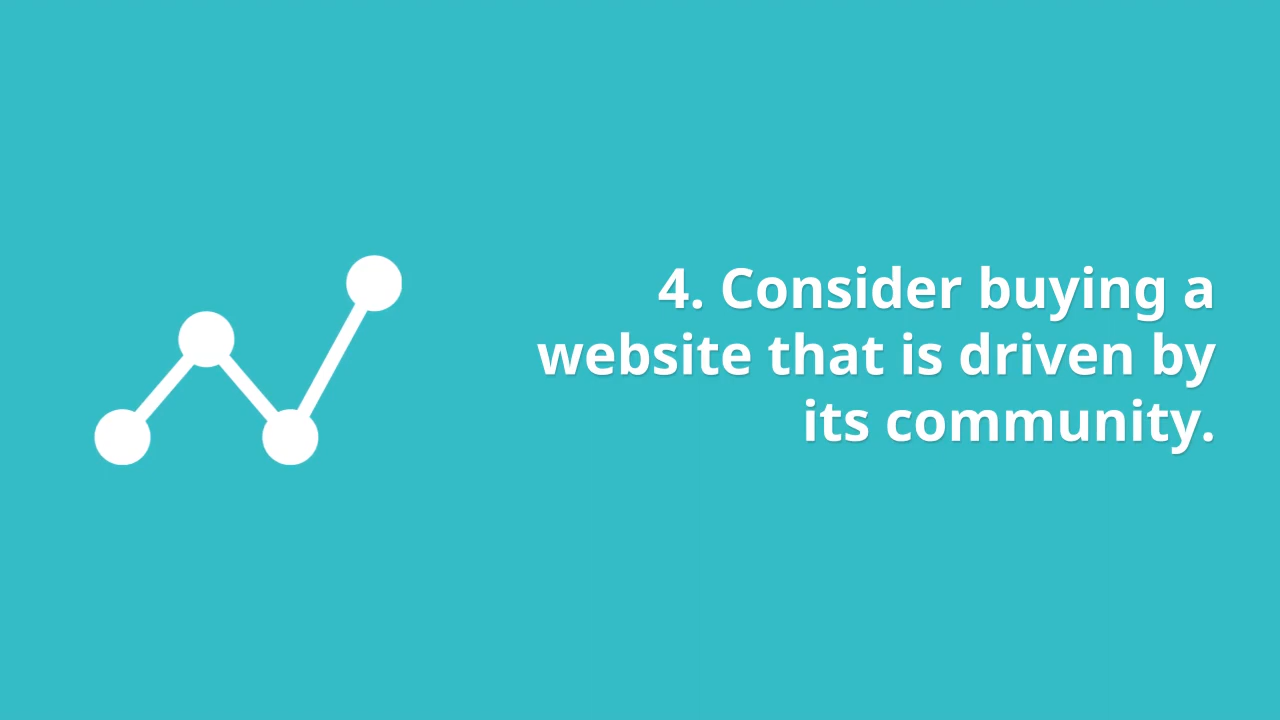 4. Consider buying a
website that is driven by
its community.